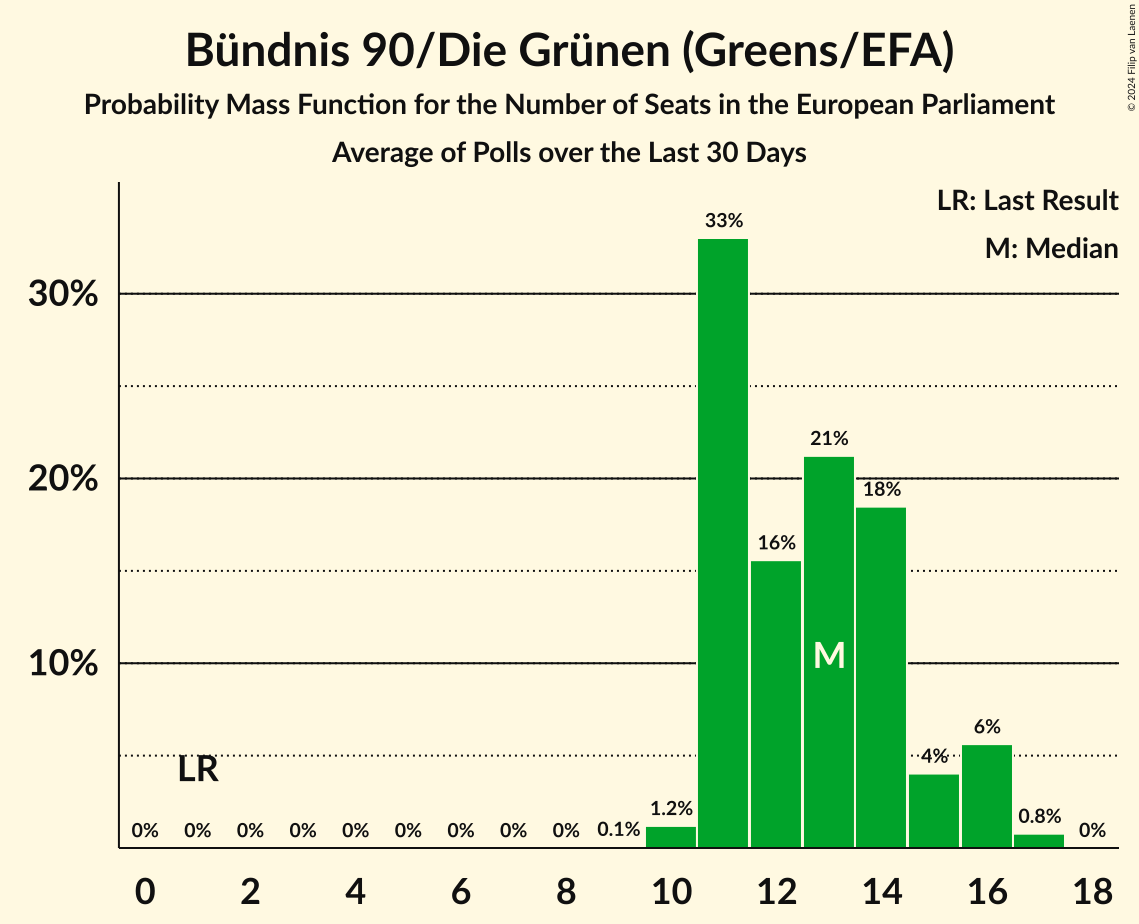 Bündnis 90/Die Grünen (Greens/EFA)
Probability Mass Function for the Number of Seats in the European Parliament
Average of Polls over the Last 30 Days
© 2024 Filip van Laenen
LR: Last Result
M: Median
30%
20%
10%
33%
21%
18%
16%
M
6%
4%
LR
0% 0% 0% 0% 0% 0% 0% 0% 0% 0.1% 1.2% 0.8% 0%
0 2 4 6 8 10 12 14 16 18